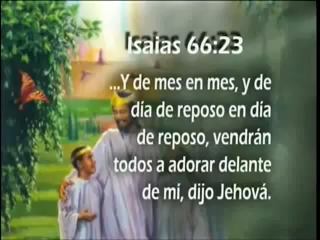 Isaias 66:23
...Y de mes en mes, y de
día de reposo en día
de reposo, vendrán
todos a adorar delante
de mí, dijo Jehová.